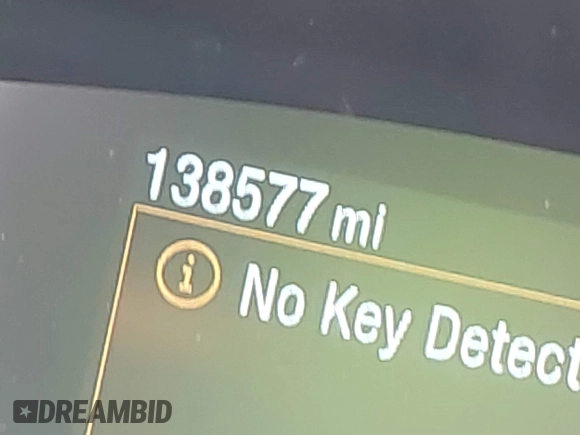 138577 mi
No Key Detect
DREAMBID